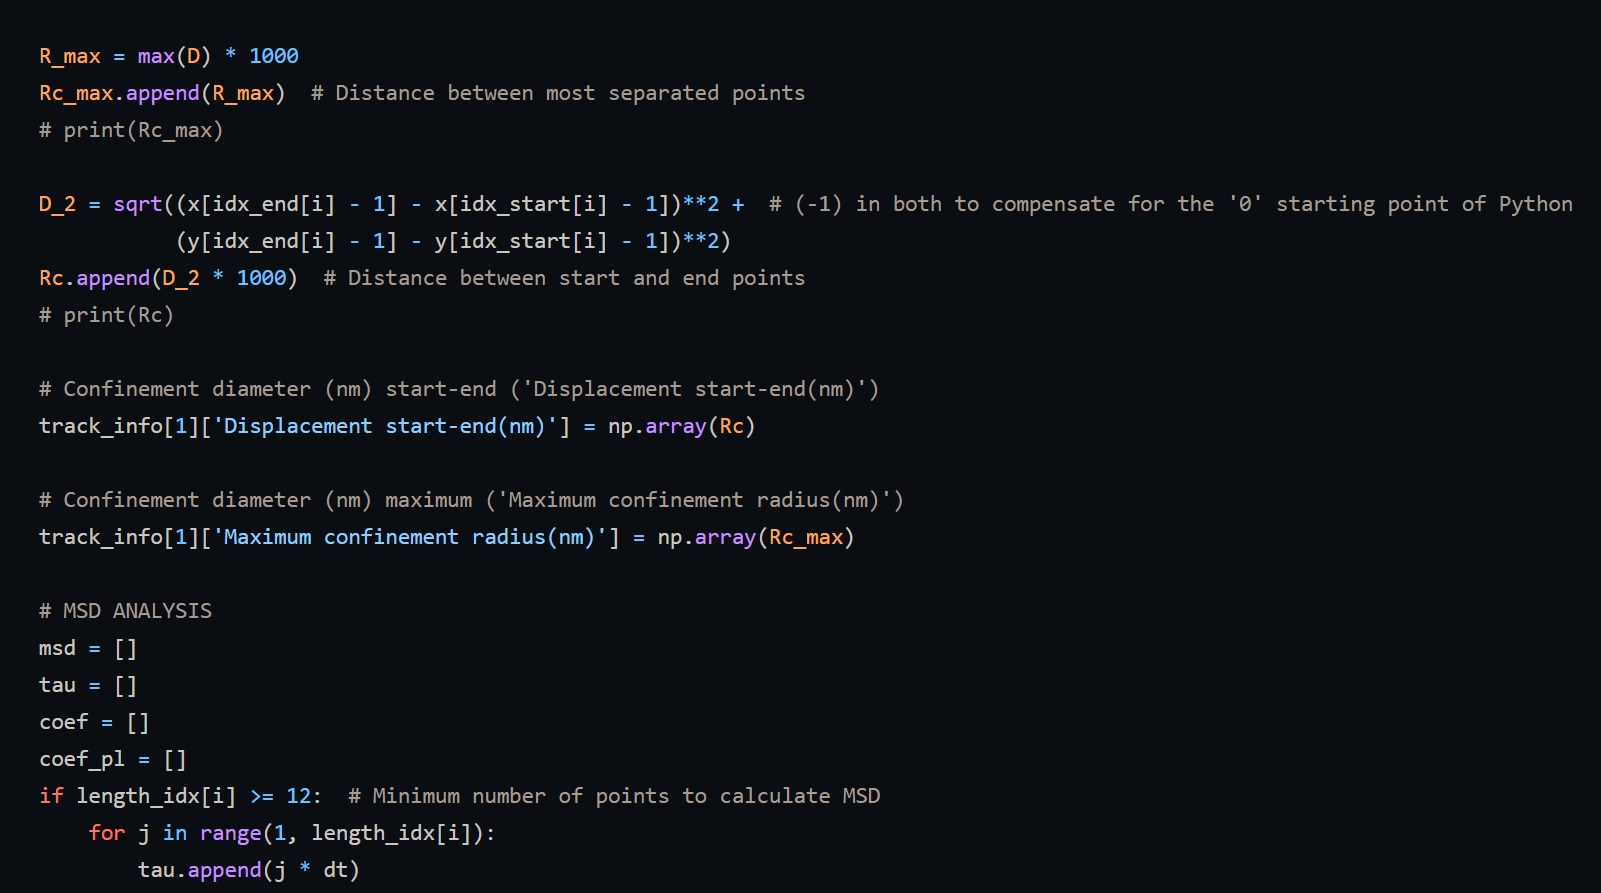 R_max = max(D) * 1000
Rc_max.append(R_max)  # Distance between most separated points
# print(Rc_max)

D_2 = sqrt((x[idx_end[i] - 1] - x[idx_start[i] - 1])**2 +  # (-1) in both to compensate for the '0' starting point of Python
           (y[idx_end[i] - 1] - y[idx_start[i] - 1])**2)
Rc.append(D_2 * 1000)  # Distance between start and end points
# print(Rc)

# Confinement diameter (nm) start-end ('Displacement start-end(nm)')
track_info[1]['Displacement start-end(nm)'] = np.array(Rc)

# Confinement diameter (nm) maximum ('Maximum confinement radius(nm)')
track_info[1]['Maximum confinement radius(nm)'] = np.array(Rc_max)

# MSD ANALYSIS
msd = []
tau = []
coef = []
coef_pl = []
if length_idx[i] >= 12:  # Minimum number of points to calculate MSD
    for j in range(1, length_idx[i]):
        tau.append(j * dt)